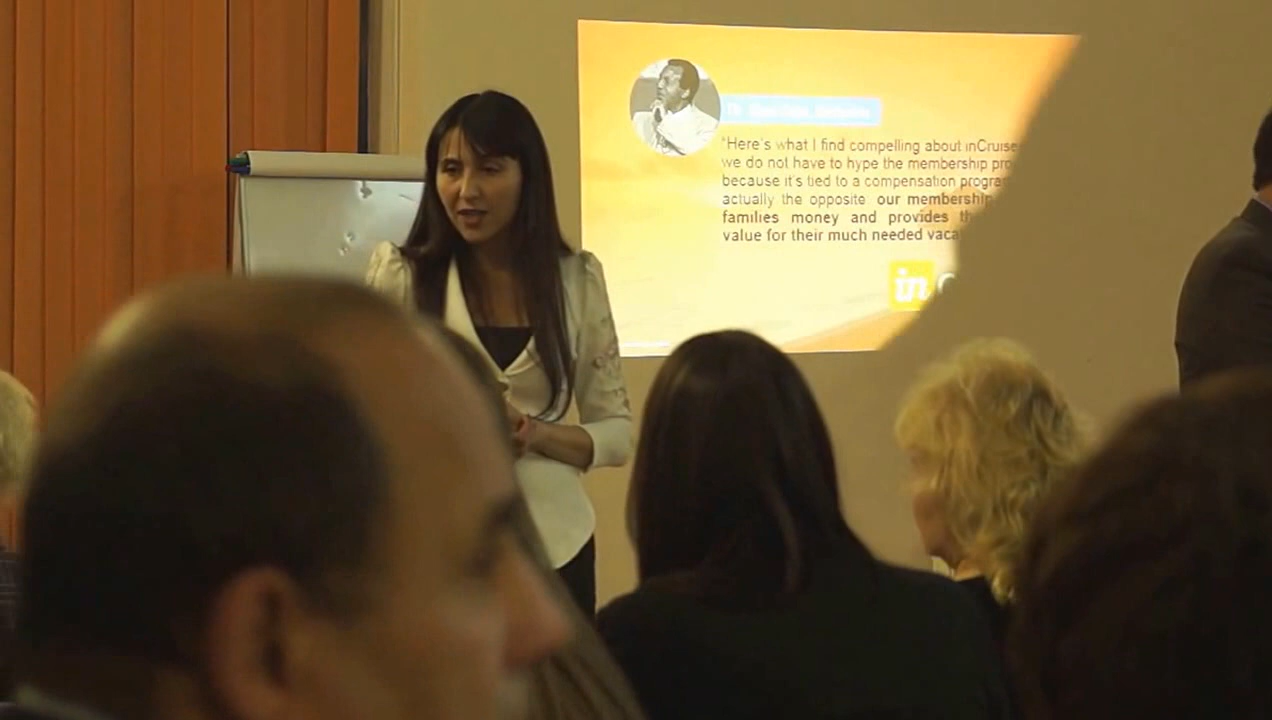 "Here's what I find compelling about inCruise
we do not have to hype the membership pro
because it's tied to a compensation progra
actually the opposite our membership
families money and provides th
value for their much needed vaca
in